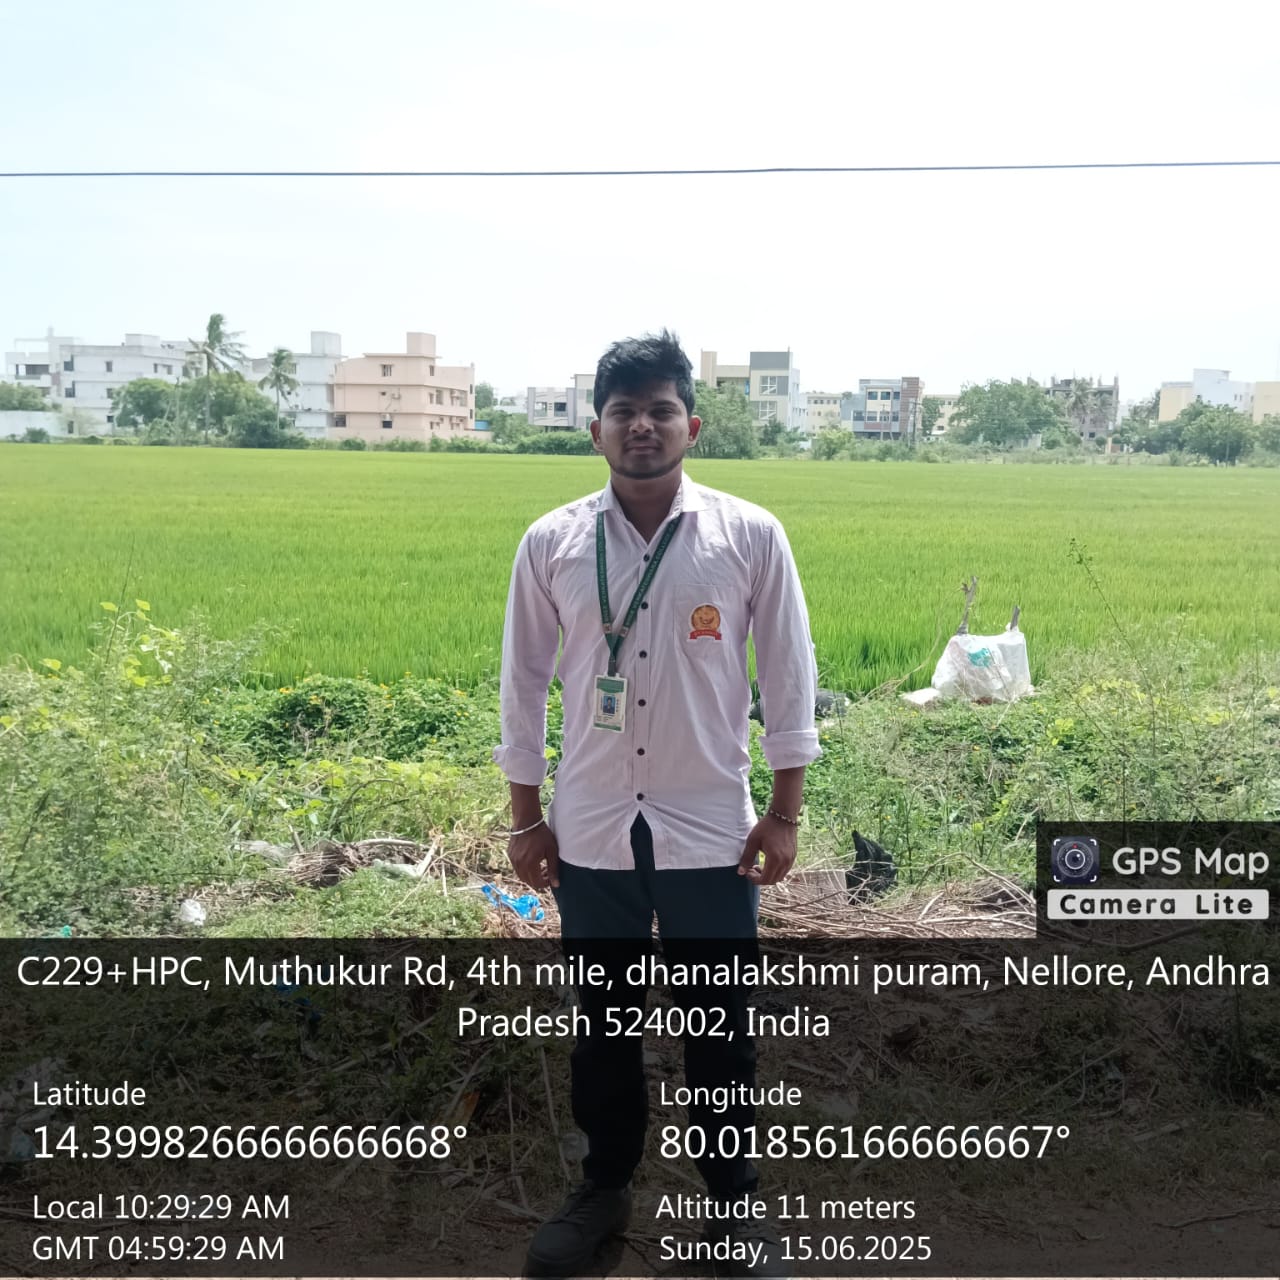 GPS Map
Camera Lite
C229+HPC, Muthukur Rd, 4th mile, dhanalakshmi puram, Nellore, Andhra
Pradesh 524002, India
Latitude
14.399826666666668°
Longitude
80.01856166666667°
Local 10:29:29 AM
GMT 04:59:29 AM
Altitude 11 meters
Sunday, 15.06.2025